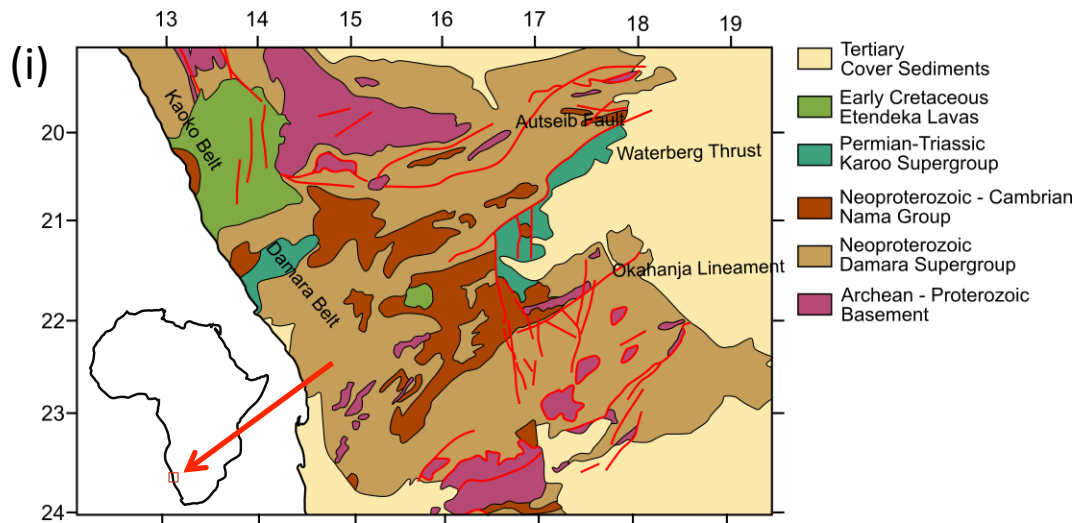 (i)
13 14 15 16 17 18 19
20
21
22
23
24
Kaoko Belt
Autseib Fault
Waterberg Thrust
Damara Belt
Okahanja Lineament
Tertiary
Cover Sediments
Early Cretaceous
Etendeka Lavas
Permian-Triassic
Karoo Supergroup
Neoproterozoic - Cambrian
Nama Group
Neoproterozoic
Damara Supergroup
Archean - Proterozoic
Basement